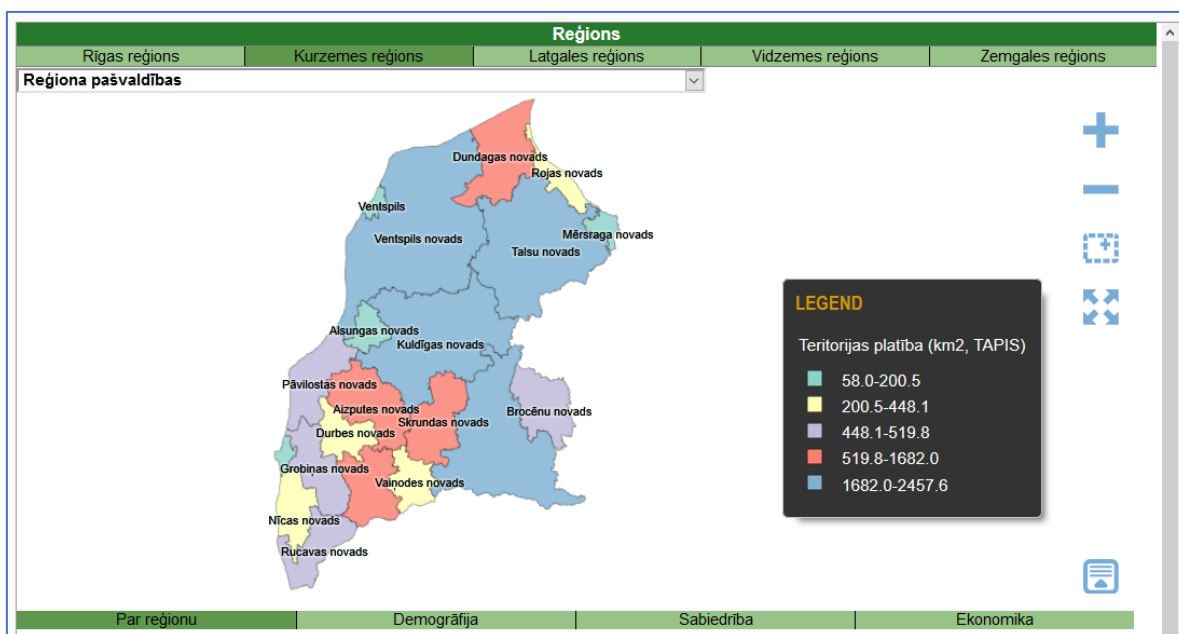 Reģions
Rīgas reģions Kurzemes reģions Latgales reģions Vidzemes reģions Zemgales reģions
Reģiona pašvaldības
Dundagas novads
Rojas novads
Ventspils
Mērsraga novads
Ventspils novads
Talsu novads
Alsungas novads
Kuldīgas novads
Pāvilostas novads
Aizputes novads
Brocēnu novads
Skrundas novads
Durbes novads
Grobiņas novads
Vaiņodes novads
Nīcas novads
Rucavas novads
LEGEND
Teritorijas platība (km2, TAPIS)
58.0-200.5
200.5-448.1
448.1-519.8
519.8-1682.0
1682.0-2457.6
Par reģionu Demogrāfija Sabiedrība Ekonomika